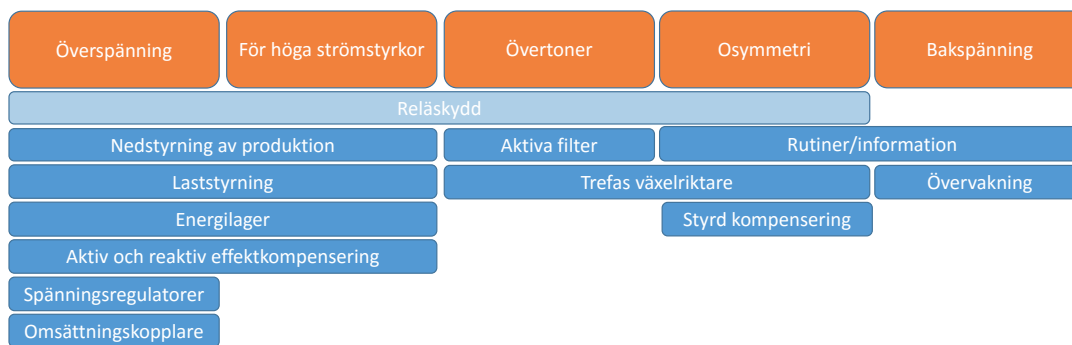 Överspänning
För höga strömstyrkor
Övertoner
Osymmetri
Bakspänning
Reläskydd
Nedstyrning av produktion
Aktiva filter
Rutiner/information
Laststyrning
Trefas växelriktare
Övervakning
Energilager
Styrd kompensering
Aktiv och reaktiv effektkompensering
Spänningsregulatorer
Omsättningskopplare